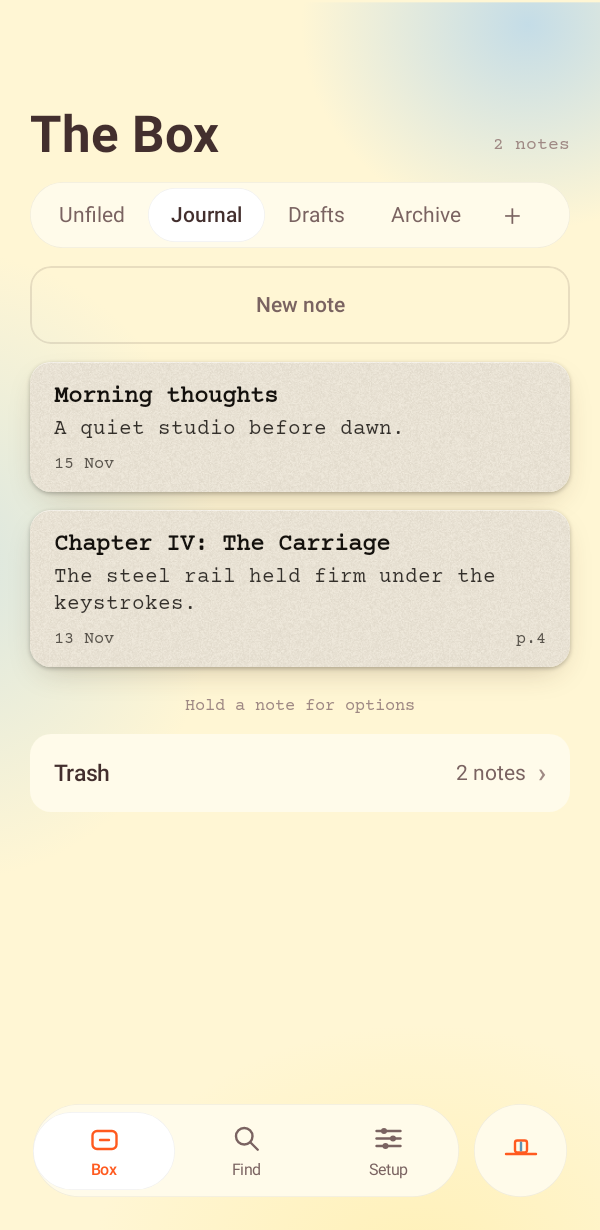 The Box
2 notes
Unfiled Journal Drafts Archive +
New note
Morning thoughts
A quiet studio before dawn.
15 Nov
Chapter IV: The Carriage
The steel rail held firm under the
keystrokes.
13 Nov p.4
Hold a note for options
Trash 2 notes ›
Box Find Setup